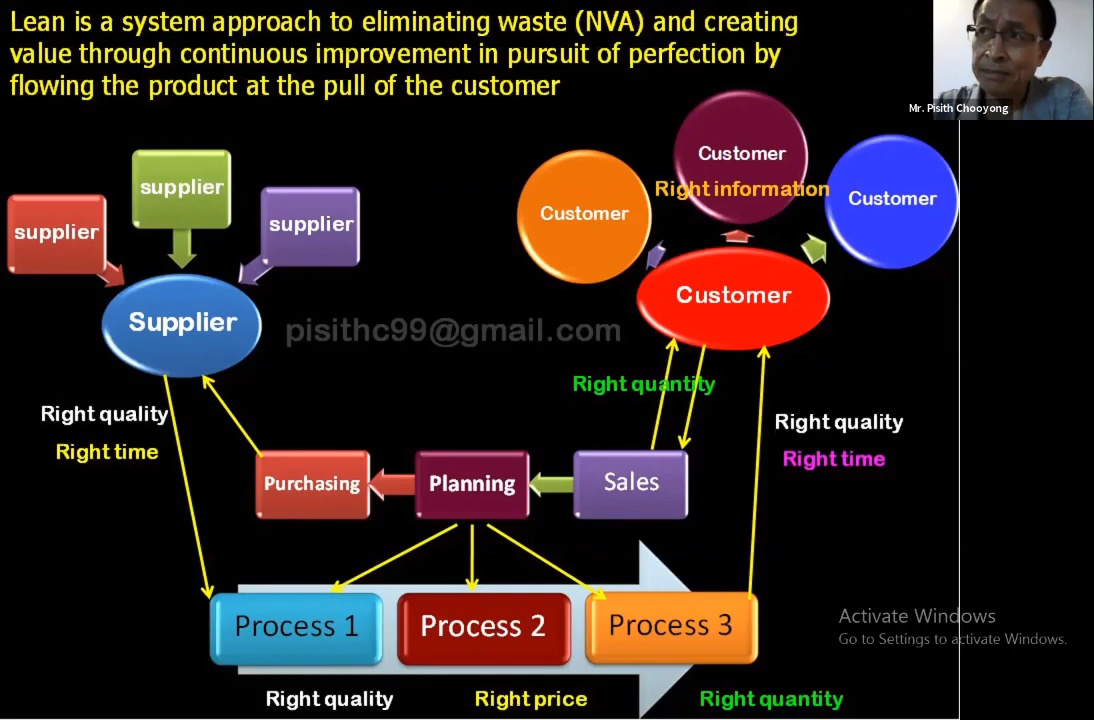 Lean is a system approach to eliminating waste (NVA) and creating
value through continuous improvement in pursuit of perfection by
flowing the product at the pull of the customer
Mr. Pisith Chooyong
supplier
supplier
supplier
Supplier
Customer
Customer
Right information
Customer
Customer
pisithc99@gmail.com
Right quantity
Right quality
Right time
Right quality
Right time
Purchasing
Planning
Sales
Process 1
Process 2
Process 3
Activate Windows
Go to Settings to activate Windows.
Right quality
Right price
Right quantity